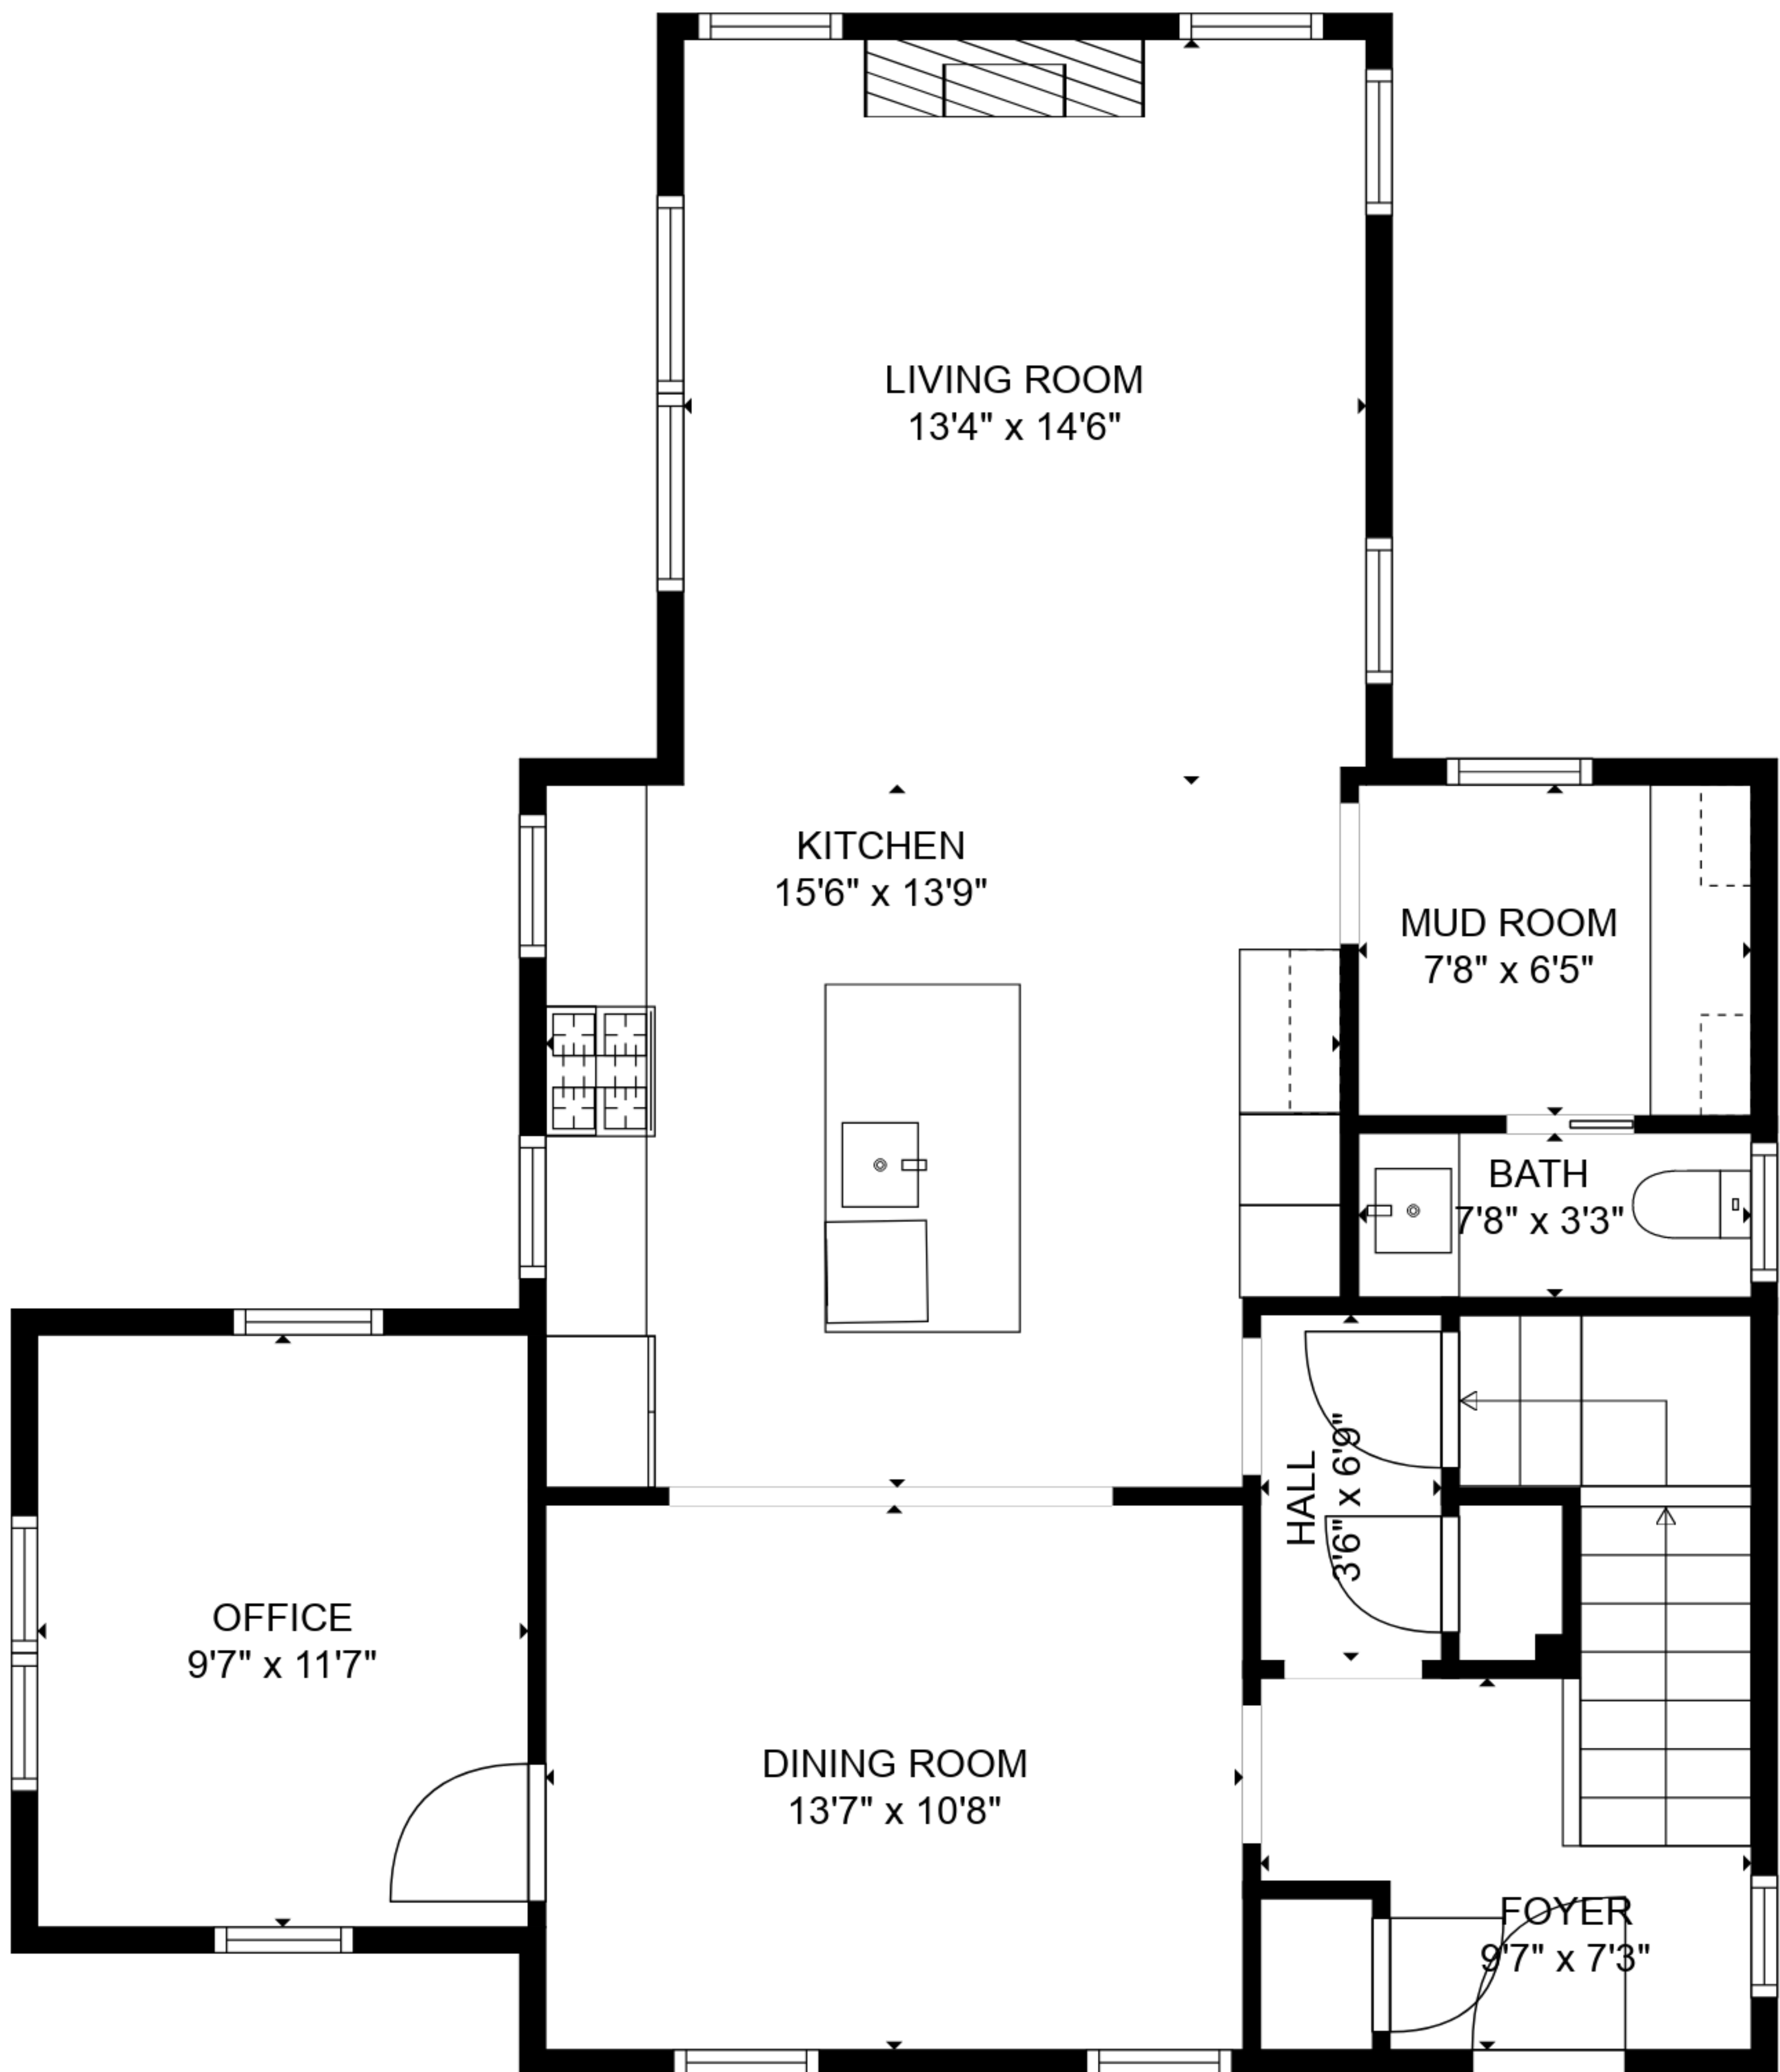 LIVING ROOM
13'4" x 14'6"
KITCHEN
15'6" x 13'9"
MUD ROOM
7'8" x 6'5"
BATH
7'8" x 3'3"
HALL
3'6" x 6'9"
OFFICE
9'7" x 11'7"
DINING ROOM
13'7" x 10'8"
FOYER
9'7" x 7'3"